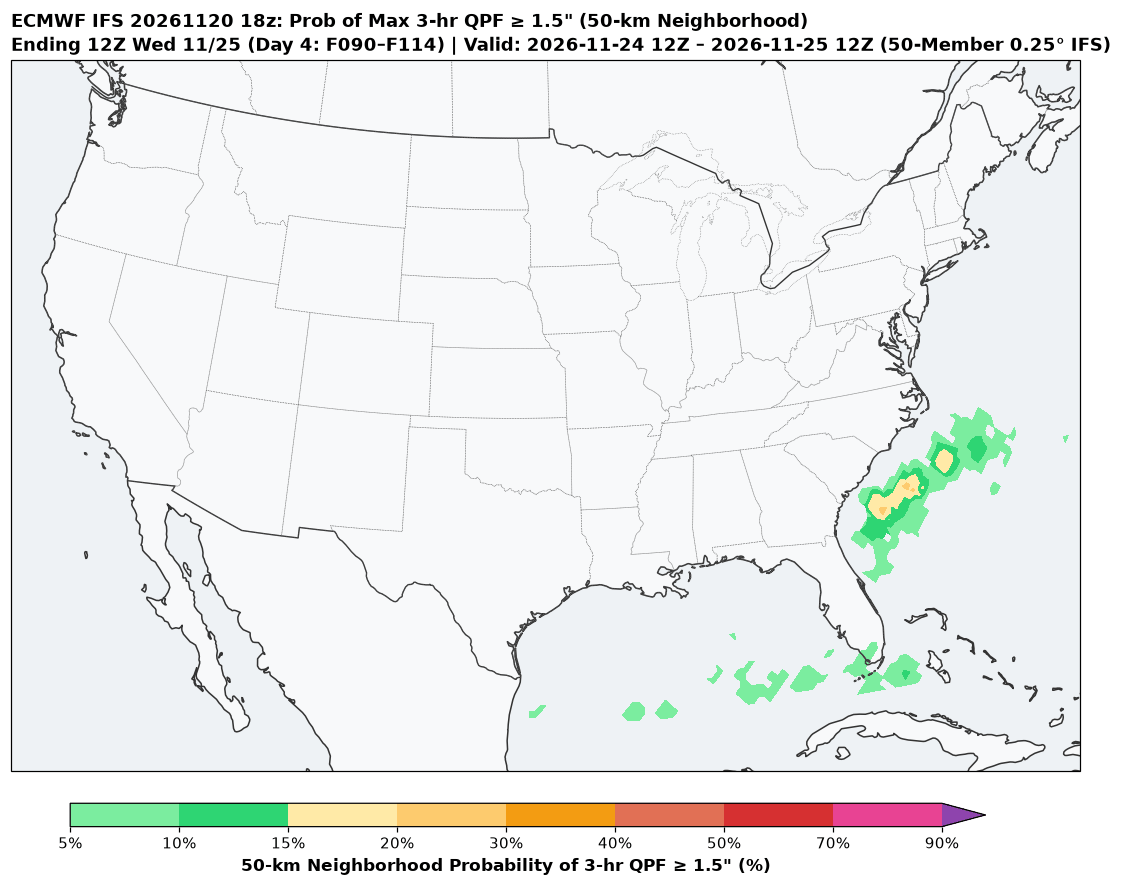 ECMWF IFS 20261120 18z: Prob of Max 3-hr QPF ≥ 1.5" (50-km Neighborhood)
Ending 12Z Wed 11/25 (Day 4: F090–F114) | Valid: 2026-11-24 12Z – 2026-11-25 12Z (50-Member 0.25° IFS)
5% 10% 15% 20% 30% 40% 50% 70% 90%
50-km Neighborhood Probability of 3-hr QPF ≥ 1.5" (%)